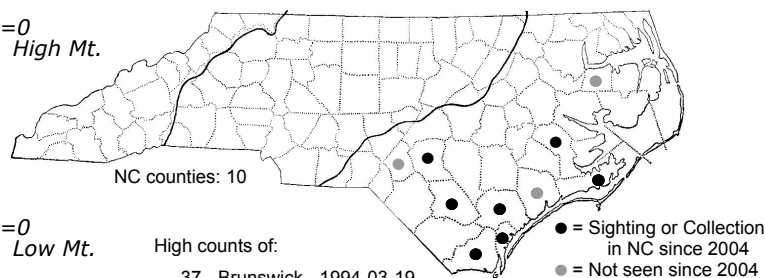 =0
High Mt.
NC counties: 10
=0
Low Mt.
High counts of:
37 - Brunswick - 1994-03-19
● = Sighting or Collection
in NC since 2004
● = Not seen since 2004